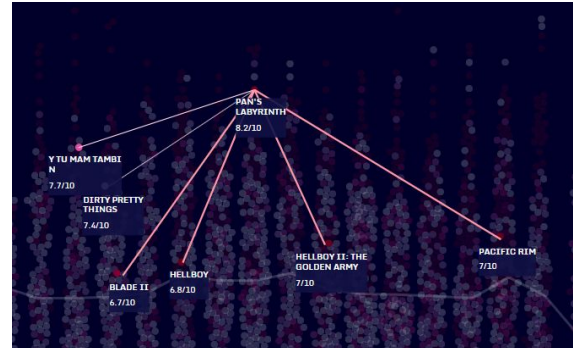 PAN'S
LABYRINTH
8.2/10
Y TU MAM TAMBI
N
7.7/10
DIRTY PRETTY
THINGS
7.4/10
BLADE II
6.7/10
HELLBOY
6.8/10
HELLBOY II: THE
GOLDEN ARMY
7/10
PACIFIC RIM
7/10